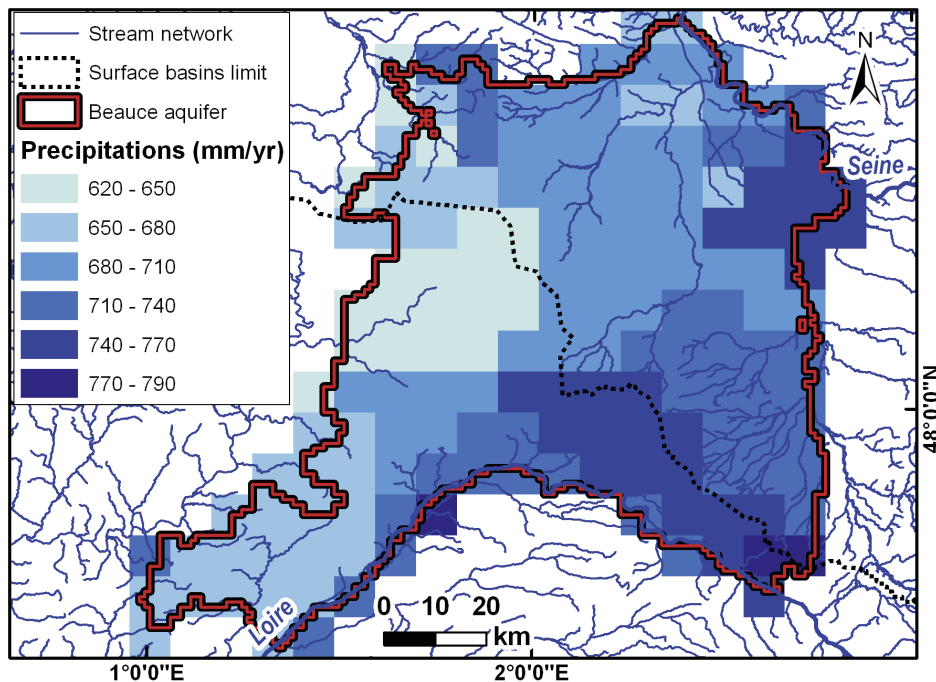 Stream network
Surface basins limit
Beauce aquifer
Precipitations (mm/yr)
620 - 650
650 - 680
680 - 710
710 - 740
740 - 770
770 - 790
N
Seine
48°0'0"N
Loire
0 10 20
km
1°0'0"E
2°0'0"E